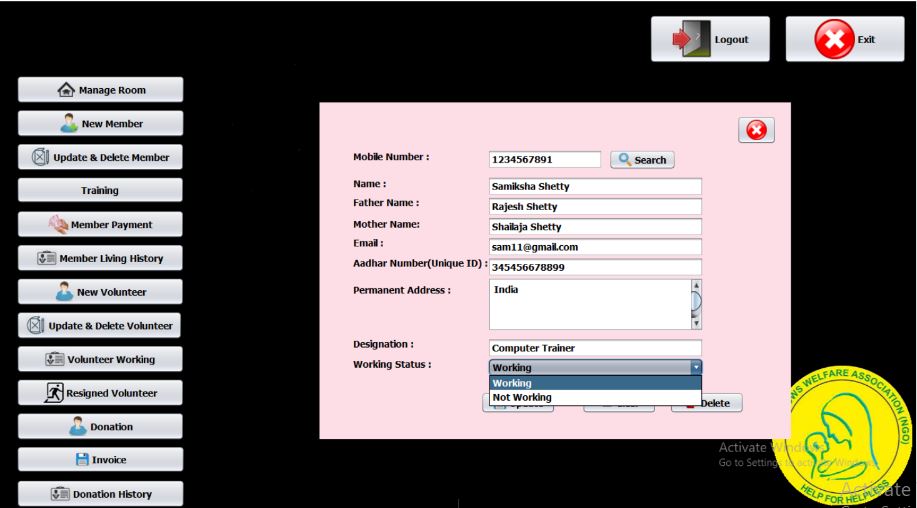 Logout
Exit
Manage Room
New Member
Update & Delete Member
Training
Member Payment
Member Living History
New Volunteer
Update & Delete Volunteer
Volunteer Working
Resigned Volunteer
Donation
Invoice
Donation History
Mobile Number : 1234567891 Search
Name : Samiksha Shetty
Father Name : Rajesh Shetty
Mother Name: Shailaja Shetty
Email : sam11@gmail.com
Aadhar Number(Unique ID) : 345456678899
Permanent Address : India
Designation : Computer Trainer
Working Status : Working
Working
Not Working
Delete
WELFARE ASSOCIATION (NGO)
HELP FOR HELPLESS
Activate Windows
Go to Settings to activate Windows.